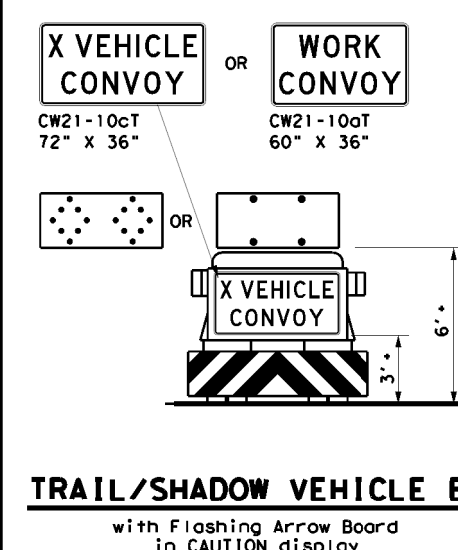 X VEHICLE
CONVOY
OR
WORK
CONVOY
CW21-10cT
72" X 36"
CW21-10aT
60" X 36"
OR
X VEHICLE
CONVOY
6'+
3'+
TRAIL/SHADOW VEHICLE
with Flashing Arrow Board
in CAUTION display